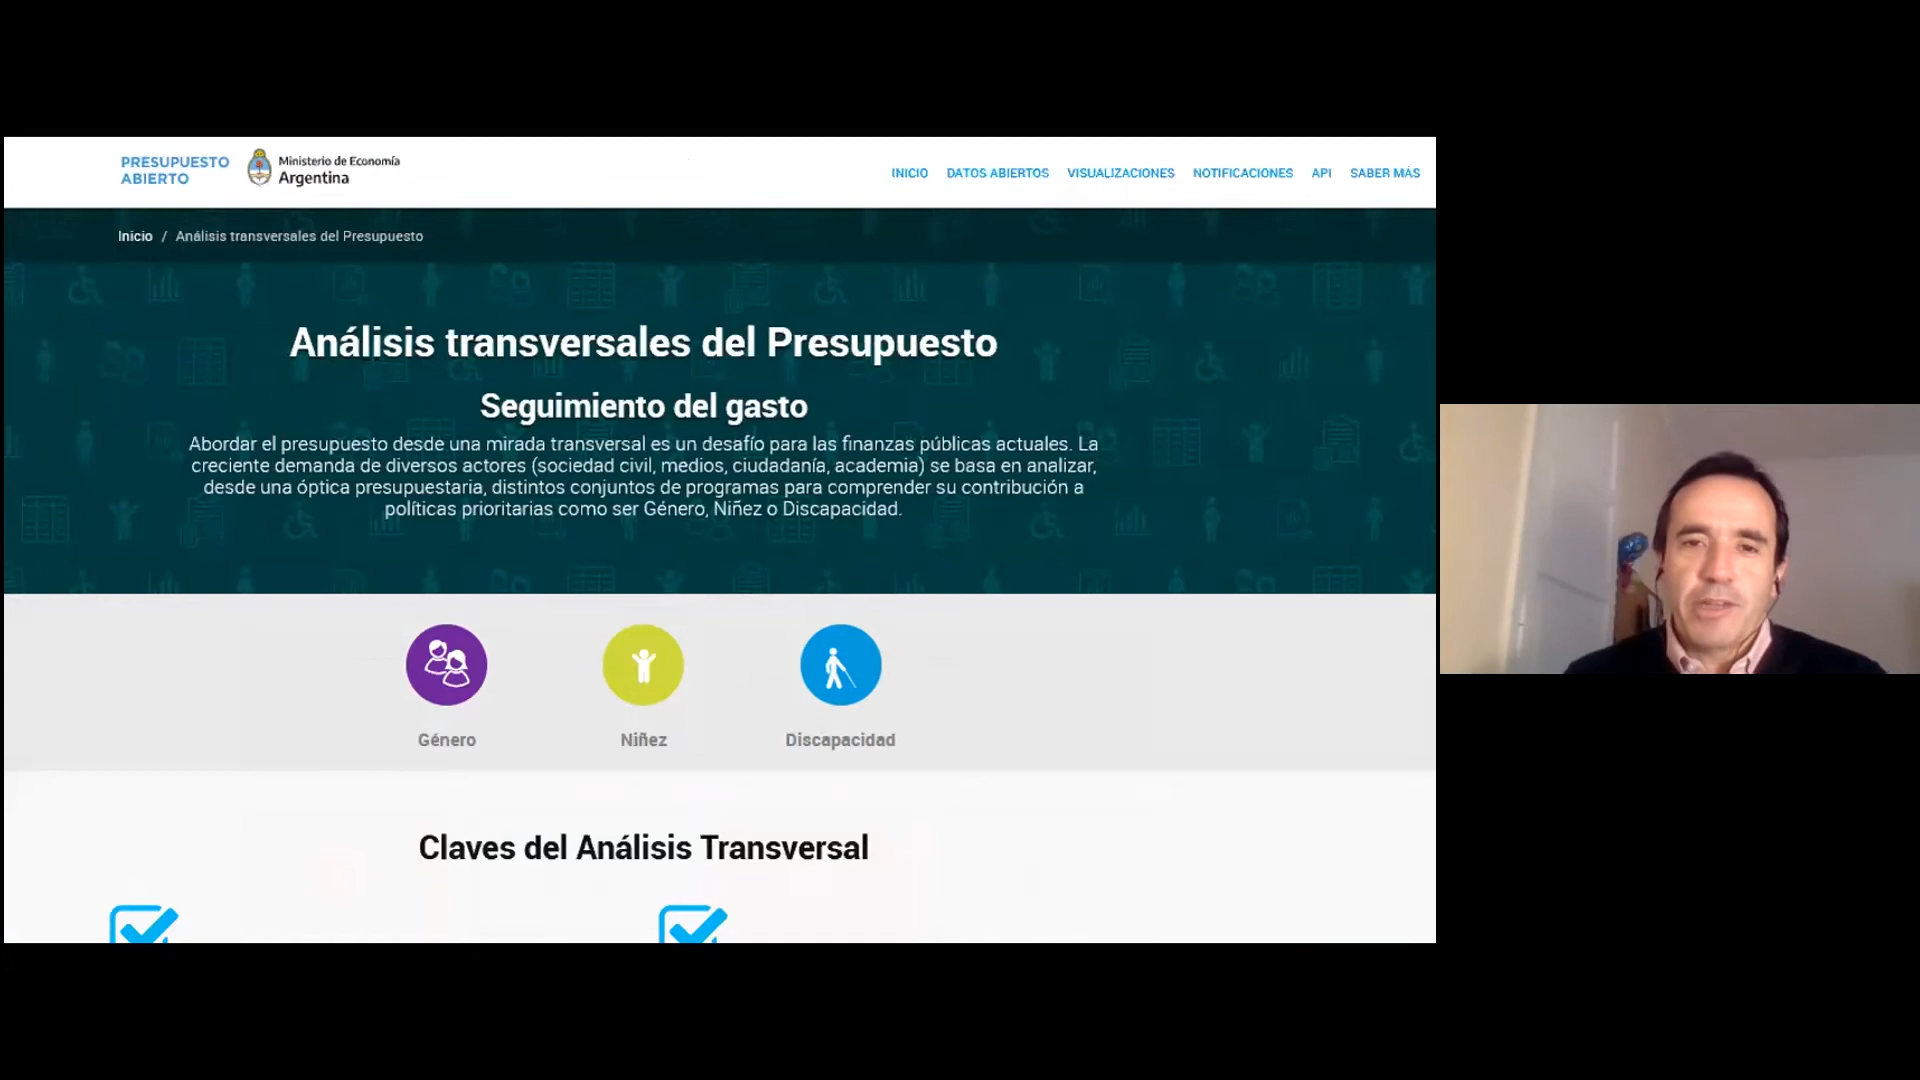 PRESUPUESTO
ABIERTO
Ministerio de Economía
Argentina
INICIO
DATOS ABIERTOS
VISUALIZACIONES
NOTIFICACIONES
API
SABER MÁS
Inicio / Análisis transversales del Presupuesto
Análisis transversales del Presupuesto
Seguimiento del gasto
Abordar el presupuesto desde una mirada transversal es un desafío para las finanzas públicas actuales. La
creciente demanda de diversos actores (sociedad civil, medios, ciudadanía, academia) se basa en analizar,
desde una óptica presupuestaria, distintos conjuntos de programas para comprender su contribución a
políticas prioritarias como ser Género, Niñez o Discapacidad.
Género
Niñez
Discapacidad
Claves del Análisis Transversal